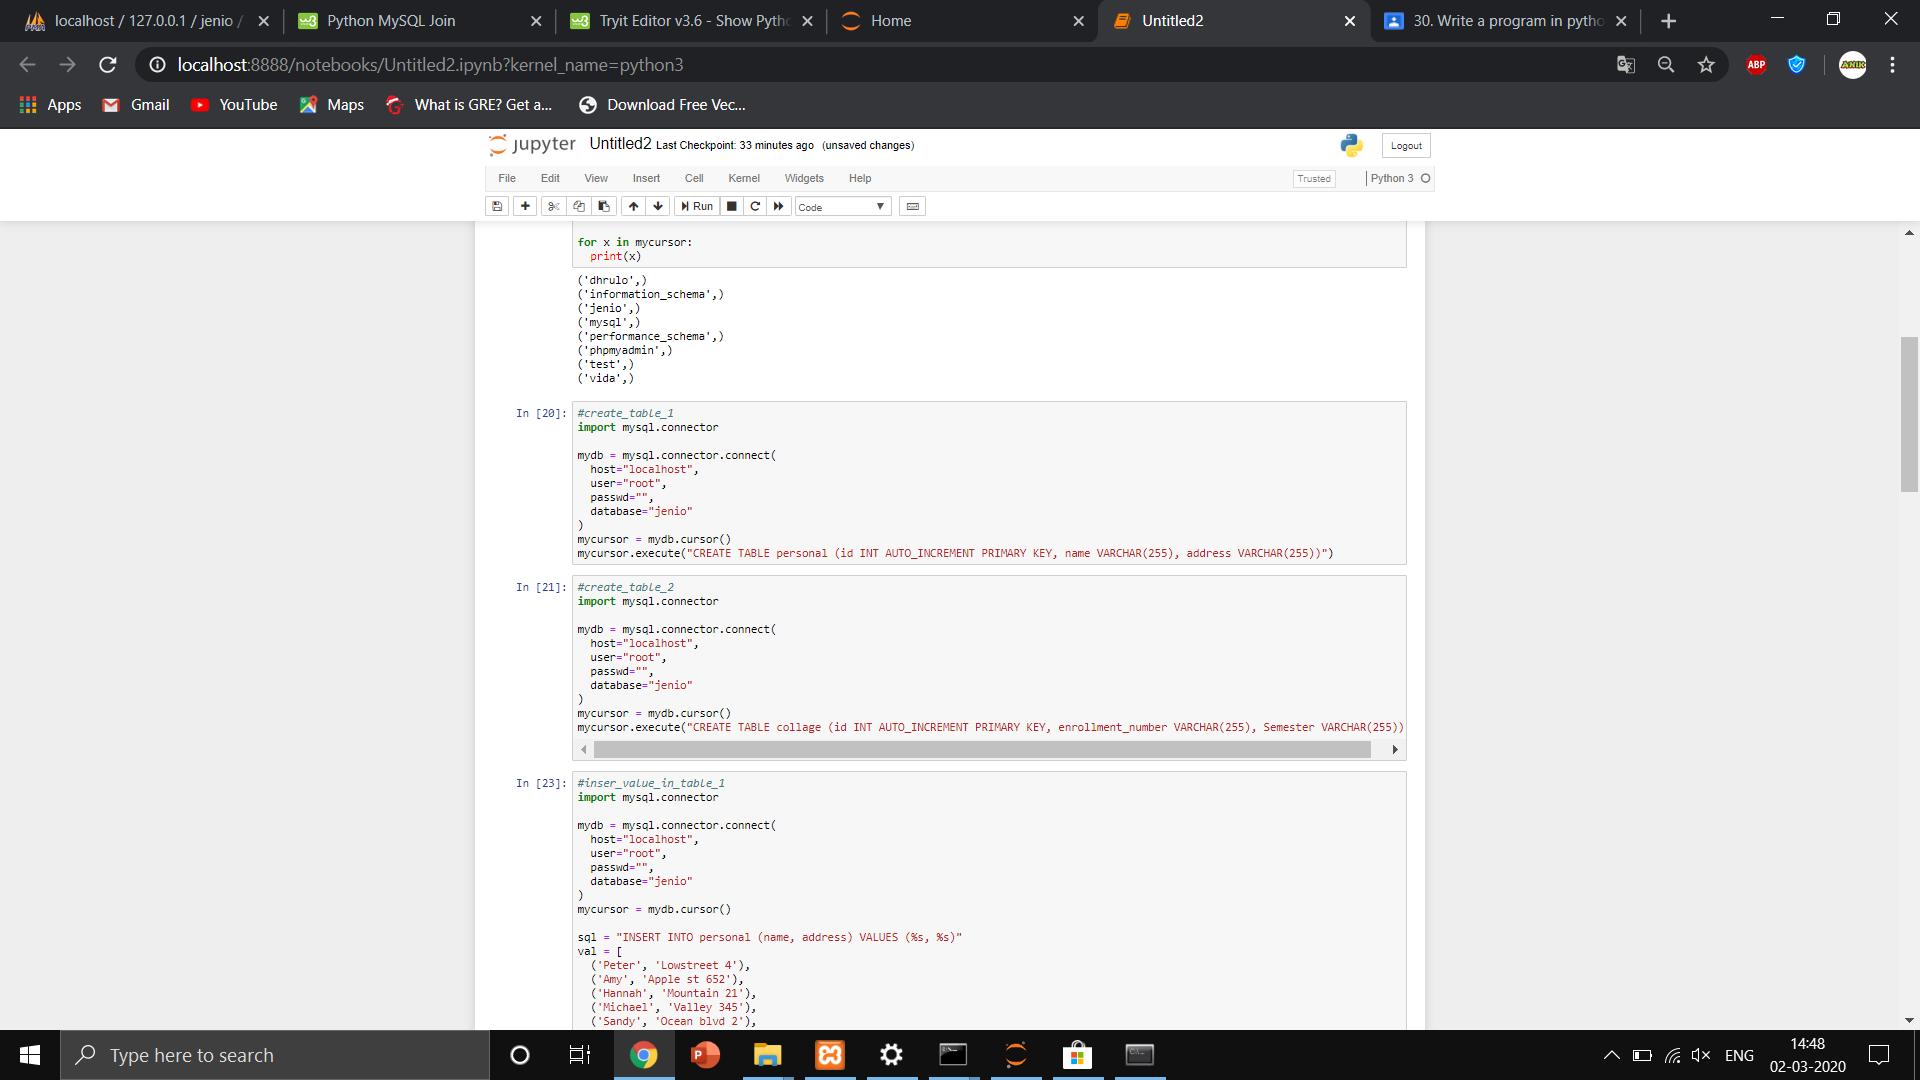 localhost / 127.0.0.1 / jenio /
Python MySQL Join
Tryit Editor v3.6 - Show Pytho
Home
Untitled2
30. Write a program in pytho
localhost:8888/notebooks/Untitled2.ipynb?kernel_name=python3
ABP
Apps
Gmail
YouTube
Maps
What is GRE? Get a...
Download Free Vec...
jupyter
Untitled2 Last Checkpoint: 33 minutes ago (unsaved changes)
Logout
File
Edit
View
Insert
Cell
Kernel
Widgets
Help
Trusted
Python 3
Run
Code
for x in mycursor:
print(x)
('dhrulo',)
('information_schema',)
('jenio',)
('mysql',)
('performance_schema',)
('phpmyadmin',)
('test',)
('vida',)
In [20]:
#create_table_1
import mysql.connector
mydb = mysql.connector.connect(
host="localhost",
user="root",
passwd="",
database="jenio"
)
mycursor = mydb.cursor()
mycursor.execute("CREATE TABLE personal (id INT AUTO_INCREMENT PRIMARY KEY, name VARCHAR(255), address VARCHAR(255))")
In [21]:
#create_table_2
import mysql.connector
mydb = mysql.connector.connect(
host="localhost",
user="root",
passwd="",
database="jenio"
)
mycursor = mydb.cursor()
mycursor.execute("CREATE TABLE collage (id INT AUTO_INCREMENT PRIMARY KEY, enrollment_number VARCHAR(255), Semester VARCHAR(255))
In [23]:
#inser_value_in_table_1
import mysql.connector
mydb = mysql.connector.connect(
host="localhost",
user="root",
passwd="",
database="jenio"
)
mycursor = mydb.cursor()
sql = "INSERT INTO personal (name, address) VALUES (%s, %s)"
val = [
('Peter', 'Lowstreet 4'),
('Amy', 'Apple st 652'),
('Hannah', 'Mountain 21'),
('Michael', 'Valley 345'),
('Sandy', 'Ocean blvd 2'),
Type here to search
ENG
14:48
02-03-2020